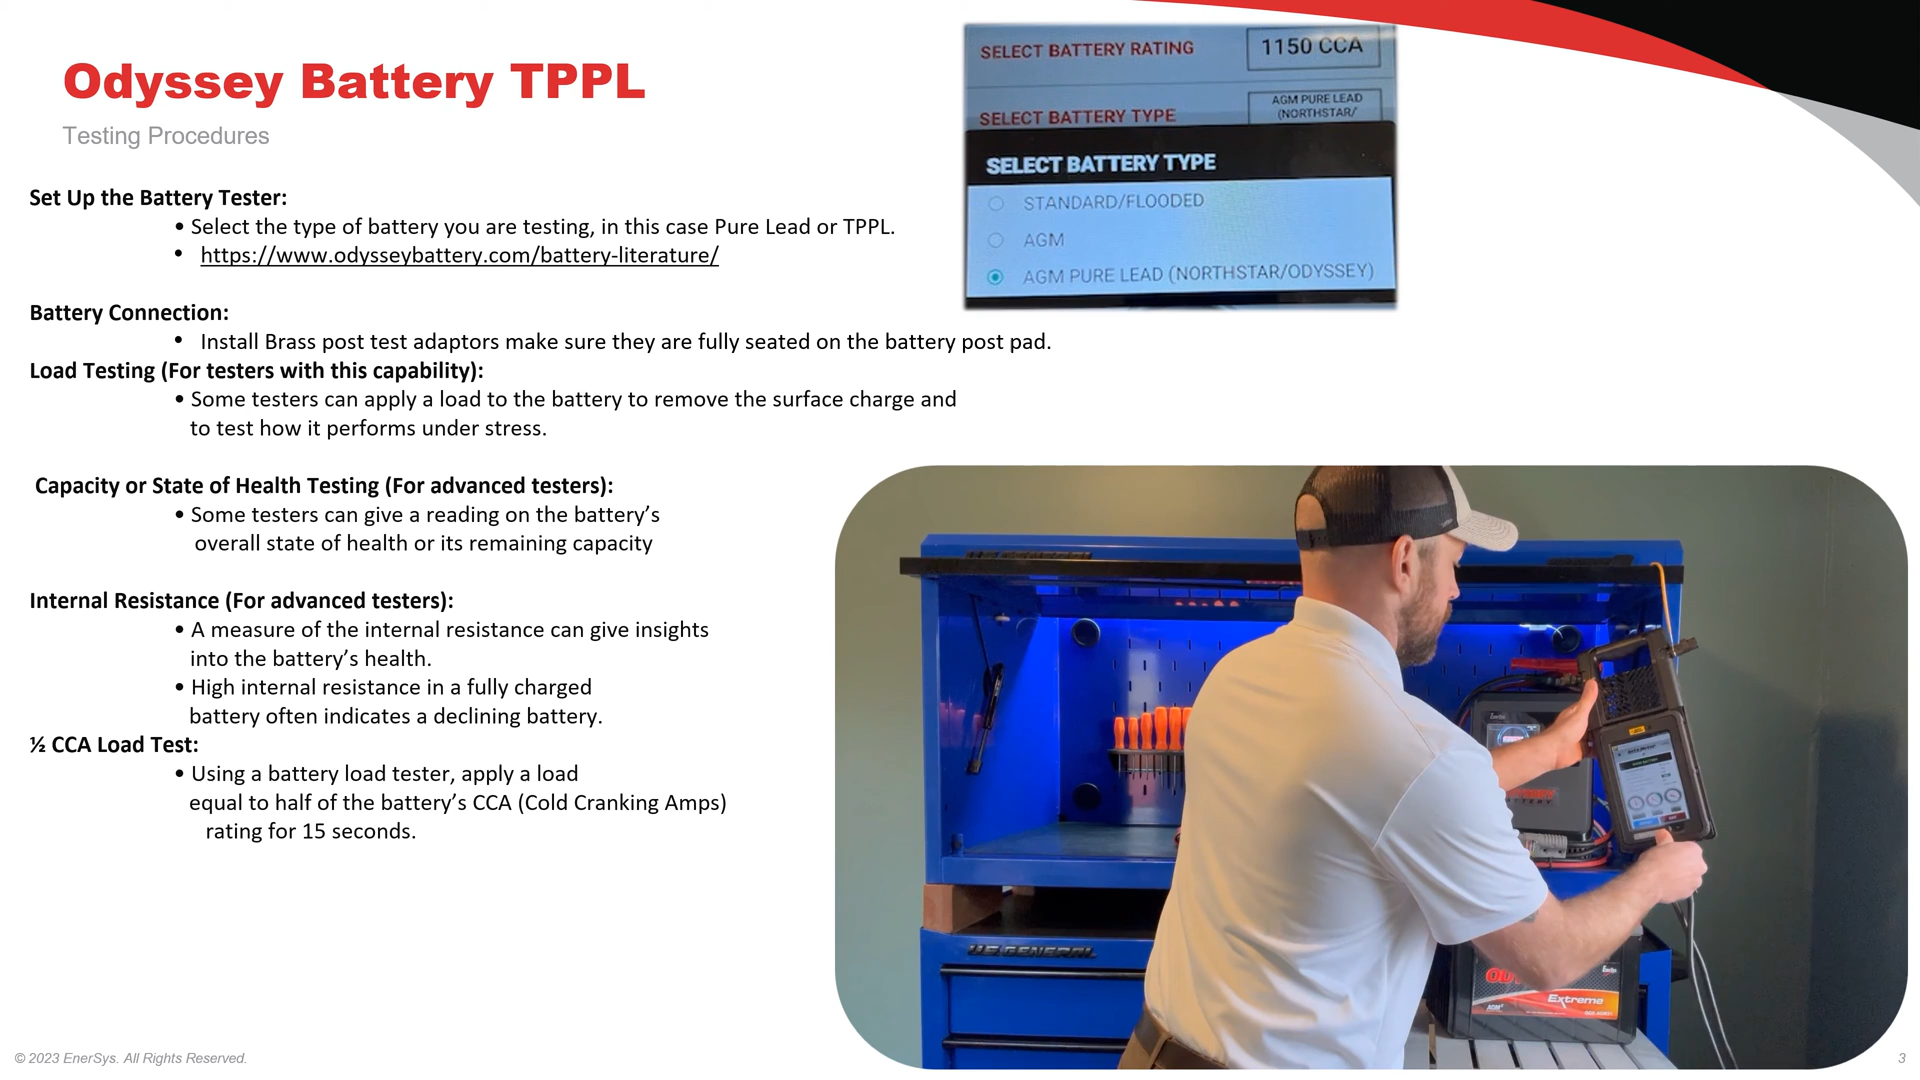 Odyssey Battery TPPL
Testing Procedures
SELECT BATTERY RATING
1150 CCA
SELECT BATTERY TYPE
AGM PURE LEAD
(NORTHSTAR/
SELECT BATTERY TYPE
STANDARD/FLOODED
AGM
AGM PURE LEAD (NORTHSTAR/ODYSSEY)
Set Up the Battery Tester:
• Select the type of battery you are testing, in this case Pure Lead or TPPL.
• https://www.odysseybattery.com/battery-literature/
Battery Connection:
• Install Brass post test adaptors make sure they are fully seated on the battery post pad.
Load Testing (For testers with this capability):
• Some testers can apply a load to the battery to remove the surface charge and
to test how it performs under stress.
Capacity or State of Health Testing (For advanced testers):
• Some testers can give a reading on the battery’s
overall state of health or its remaining capacity
Internal Resistance (For advanced testers):
• A measure of the internal resistance can give insights
into the battery’s health.
• High internal resistance in a fully charged
battery often indicates a declining battery.
½ CCA Load Test:
• Using a battery load tester, apply a load
equal to half of the battery’s CCA (Cold Cranking Amps)
rating for 15 seconds.
US GENERAL
Extreme
© 2023 EnerSys. All Rights Reserved.
3